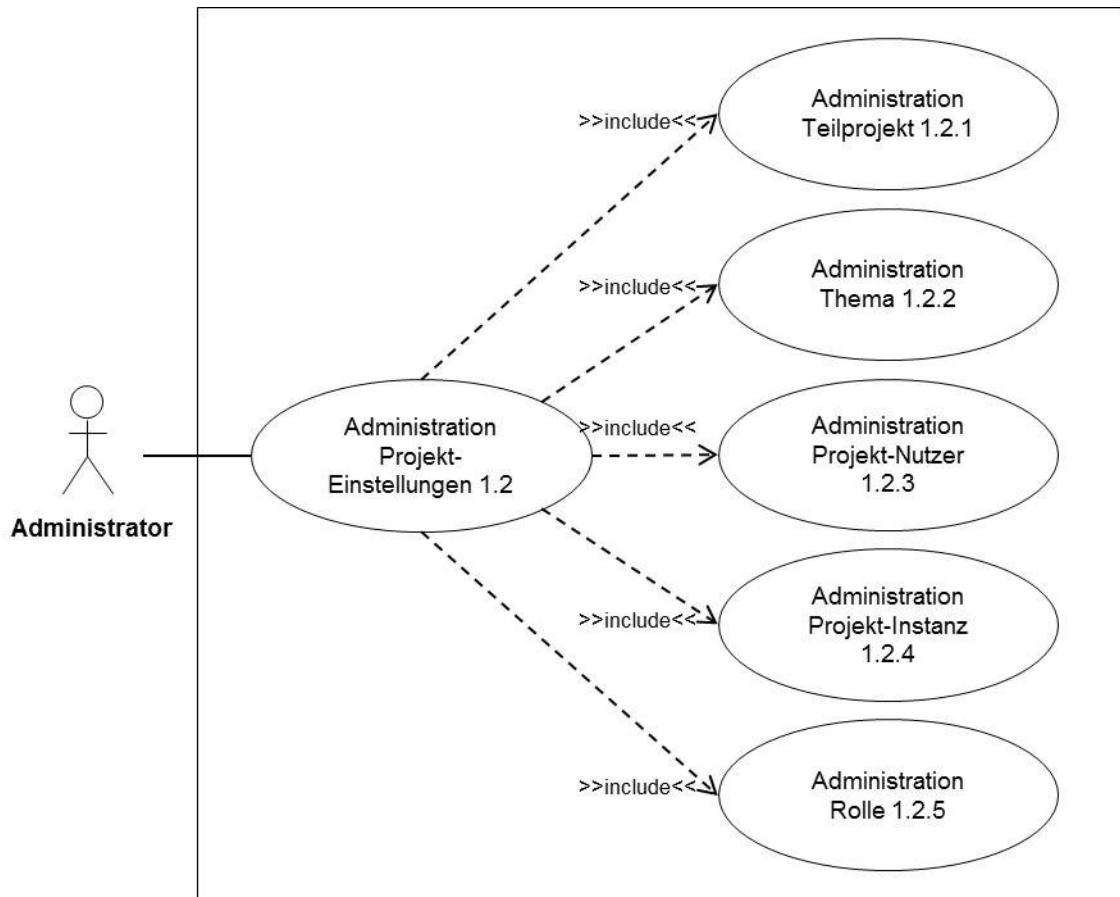 >>include<<
Administration
Teilprojekt 1.2.1
>>include<<
Administration
Thema 1.2.2
Administrator
Administration
Projekt-
Einstellungen 1.2
>>include<<
Administration
Projekt-Nutzer
1.2.3
>>include<<
Administration
Projekt-Instanz
1.2.4
>>include<<
Administration
Rolle 1.2.5